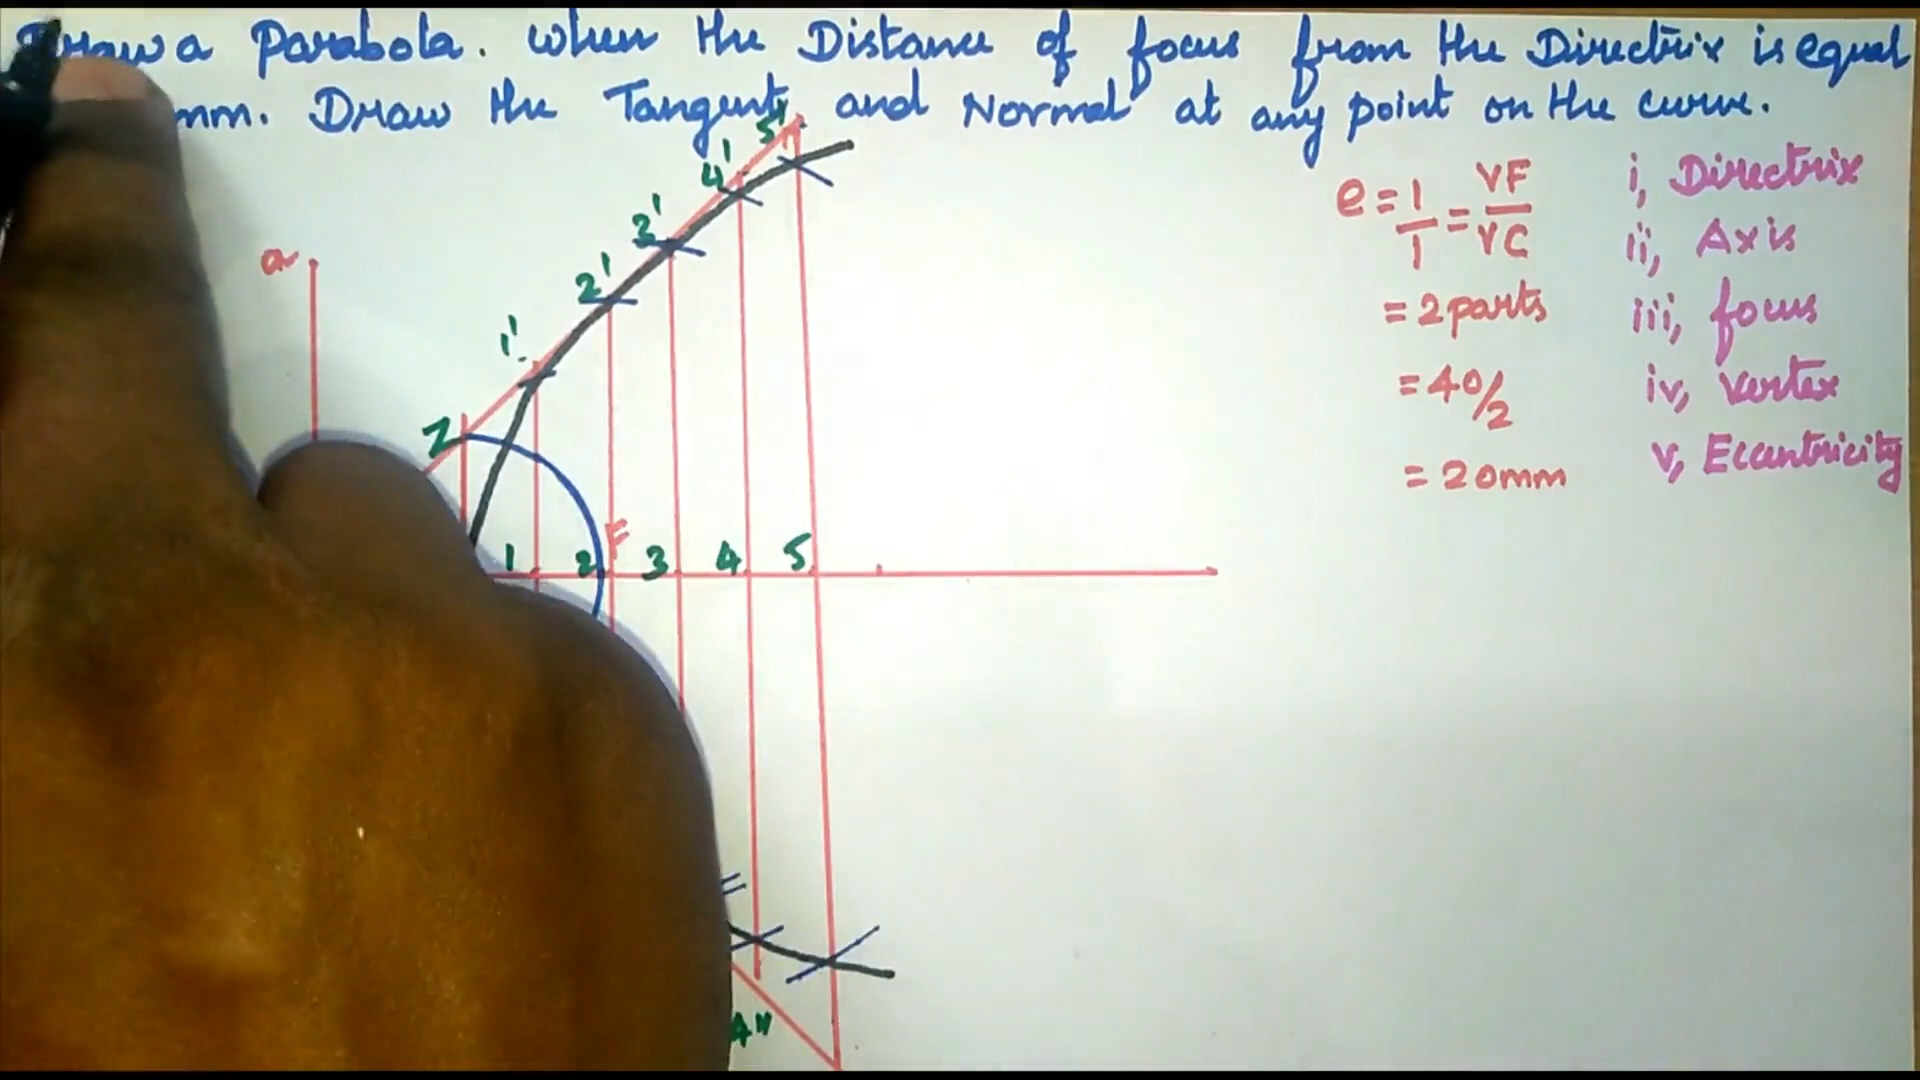 Draw a Parabola. When the Distance of focus from the Directrix is equal
mm. Draw the Tangent and Normal at any point on the curve.
e = 1/1 = VF/VC
= 2 parts
= 40/2
= 20mm
i, Directrix
ii, Axis
iii, focus
iv, Vertex
v, Eccentricity
a
5'
4'
3'
2'
1'
Z
F
1 2 3 4 5
4"